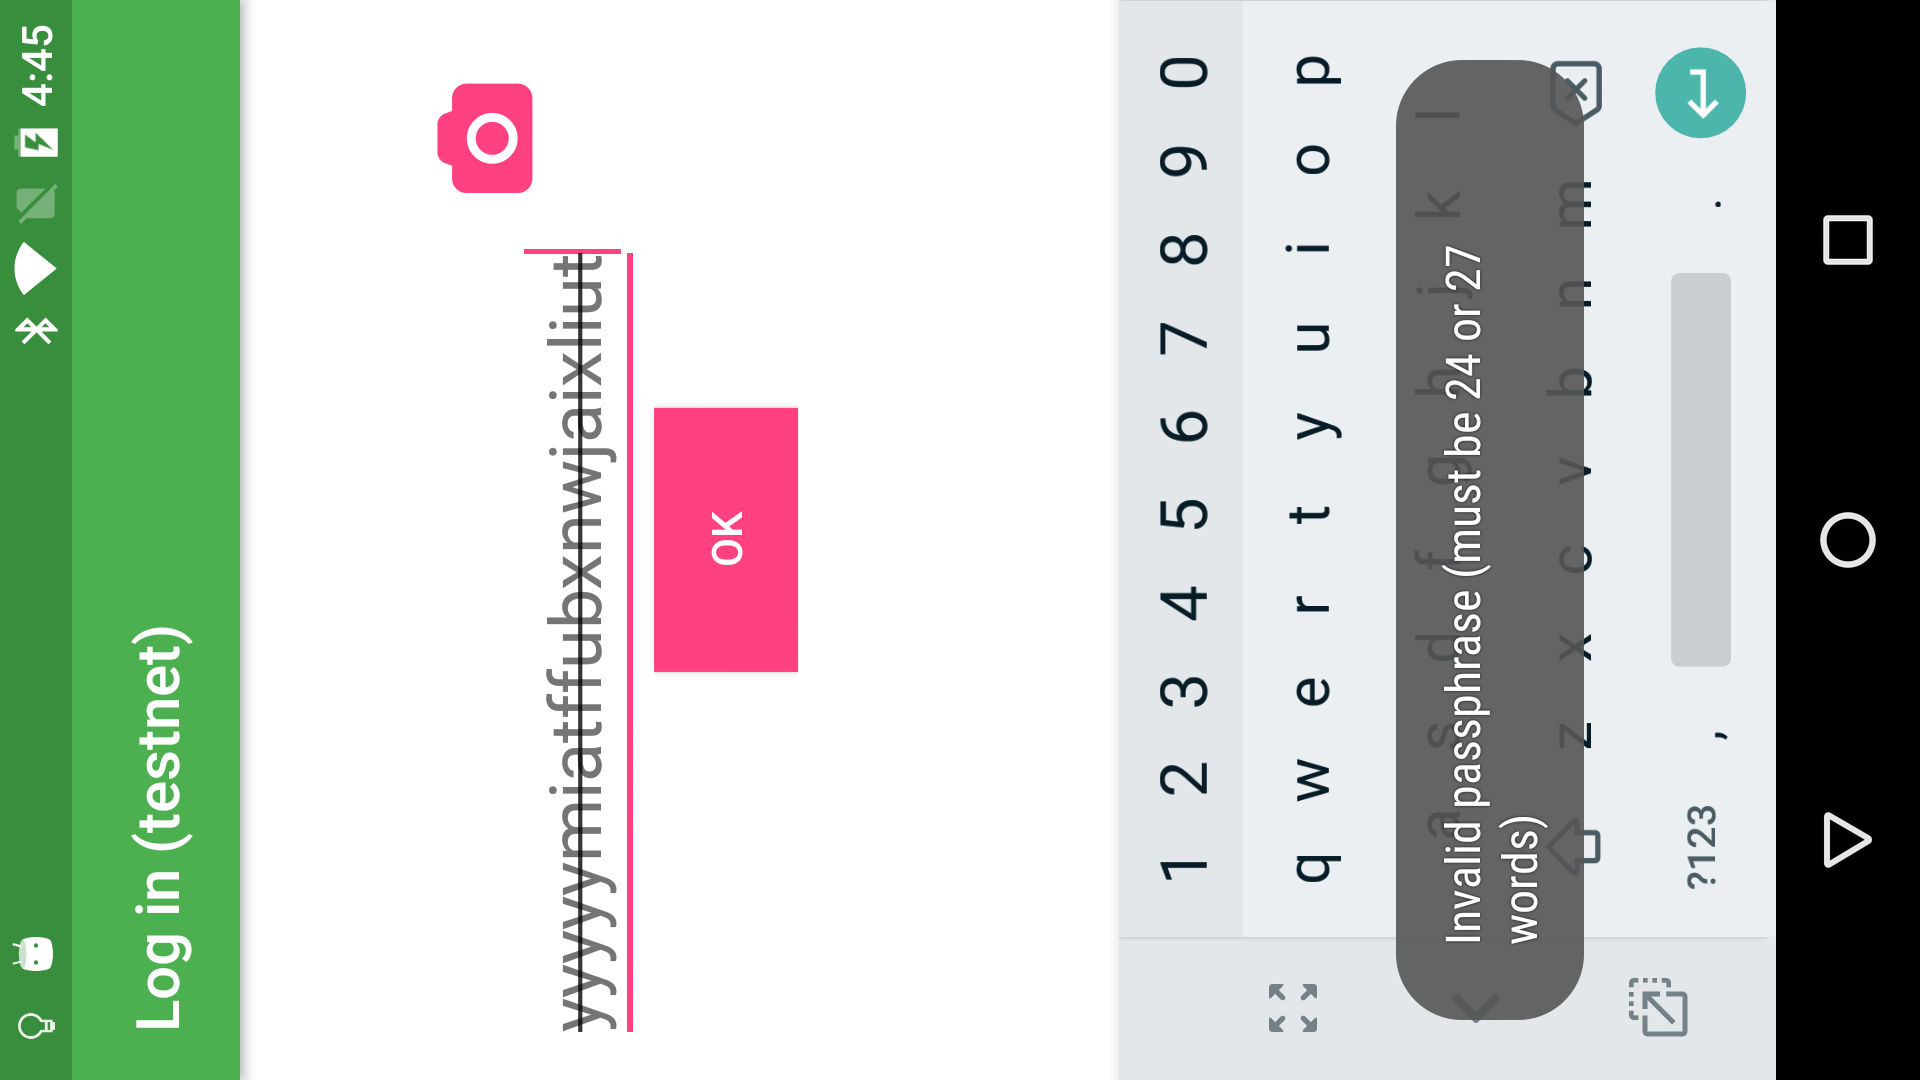 4:45
Log in (testnet)
yyyyymiatffubxnwjaixliut
OK
1 2 3 4 5 6 7 8 9 0
q w e r t y u i o p
a s d f g h j k l
Invalid passphrase (must be 24 or 27
words)
z x c v b n m
?123 , .